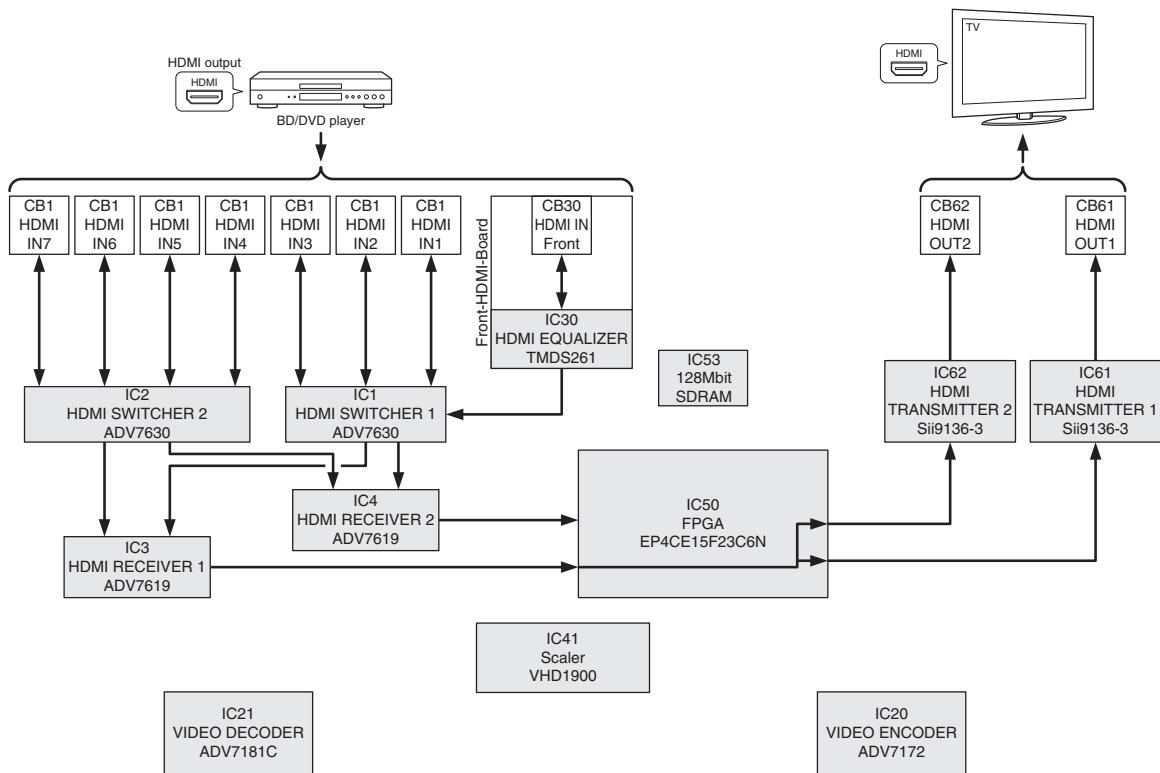 TV
HDMI
HDMI output
HDMI
BD/DVD player
CB1
HDMI
IN7
CB1
HDMI
IN6
CB1
HDMI
IN5
CB1
HDMI
IN4
CB1
HDMI
IN3
CB1
HDMI
IN2
CB1
HDMI
IN1
Front-HDMI-Board
CB30
HDMI IN
Front
CB62
HDMI
OUT2
CB61
HDMI
OUT1
IC30
HDMI EQUALIZER
TMDS261
IC53
128Mbit
SDRAM
IC2
HDMI SWITCHER 2
ADV7630
IC1
HDMI SWITCHER 1
ADV7630
IC62
HDMI
TRANSMITTER 2
Sii9136-3
IC61
HDMI
TRANSMITTER 1
Sii9136-3
IC4
HDMI RECEIVER 2
ADV7619
IC50
FPGA
EP4CE15F23C6N
IC3
HDMI RECEIVER 1
ADV7619
IC41
Scaler
VHD1900
IC21
VIDEO DECODER
ADV7181C
IC20
VIDEO ENCODER
ADV7172